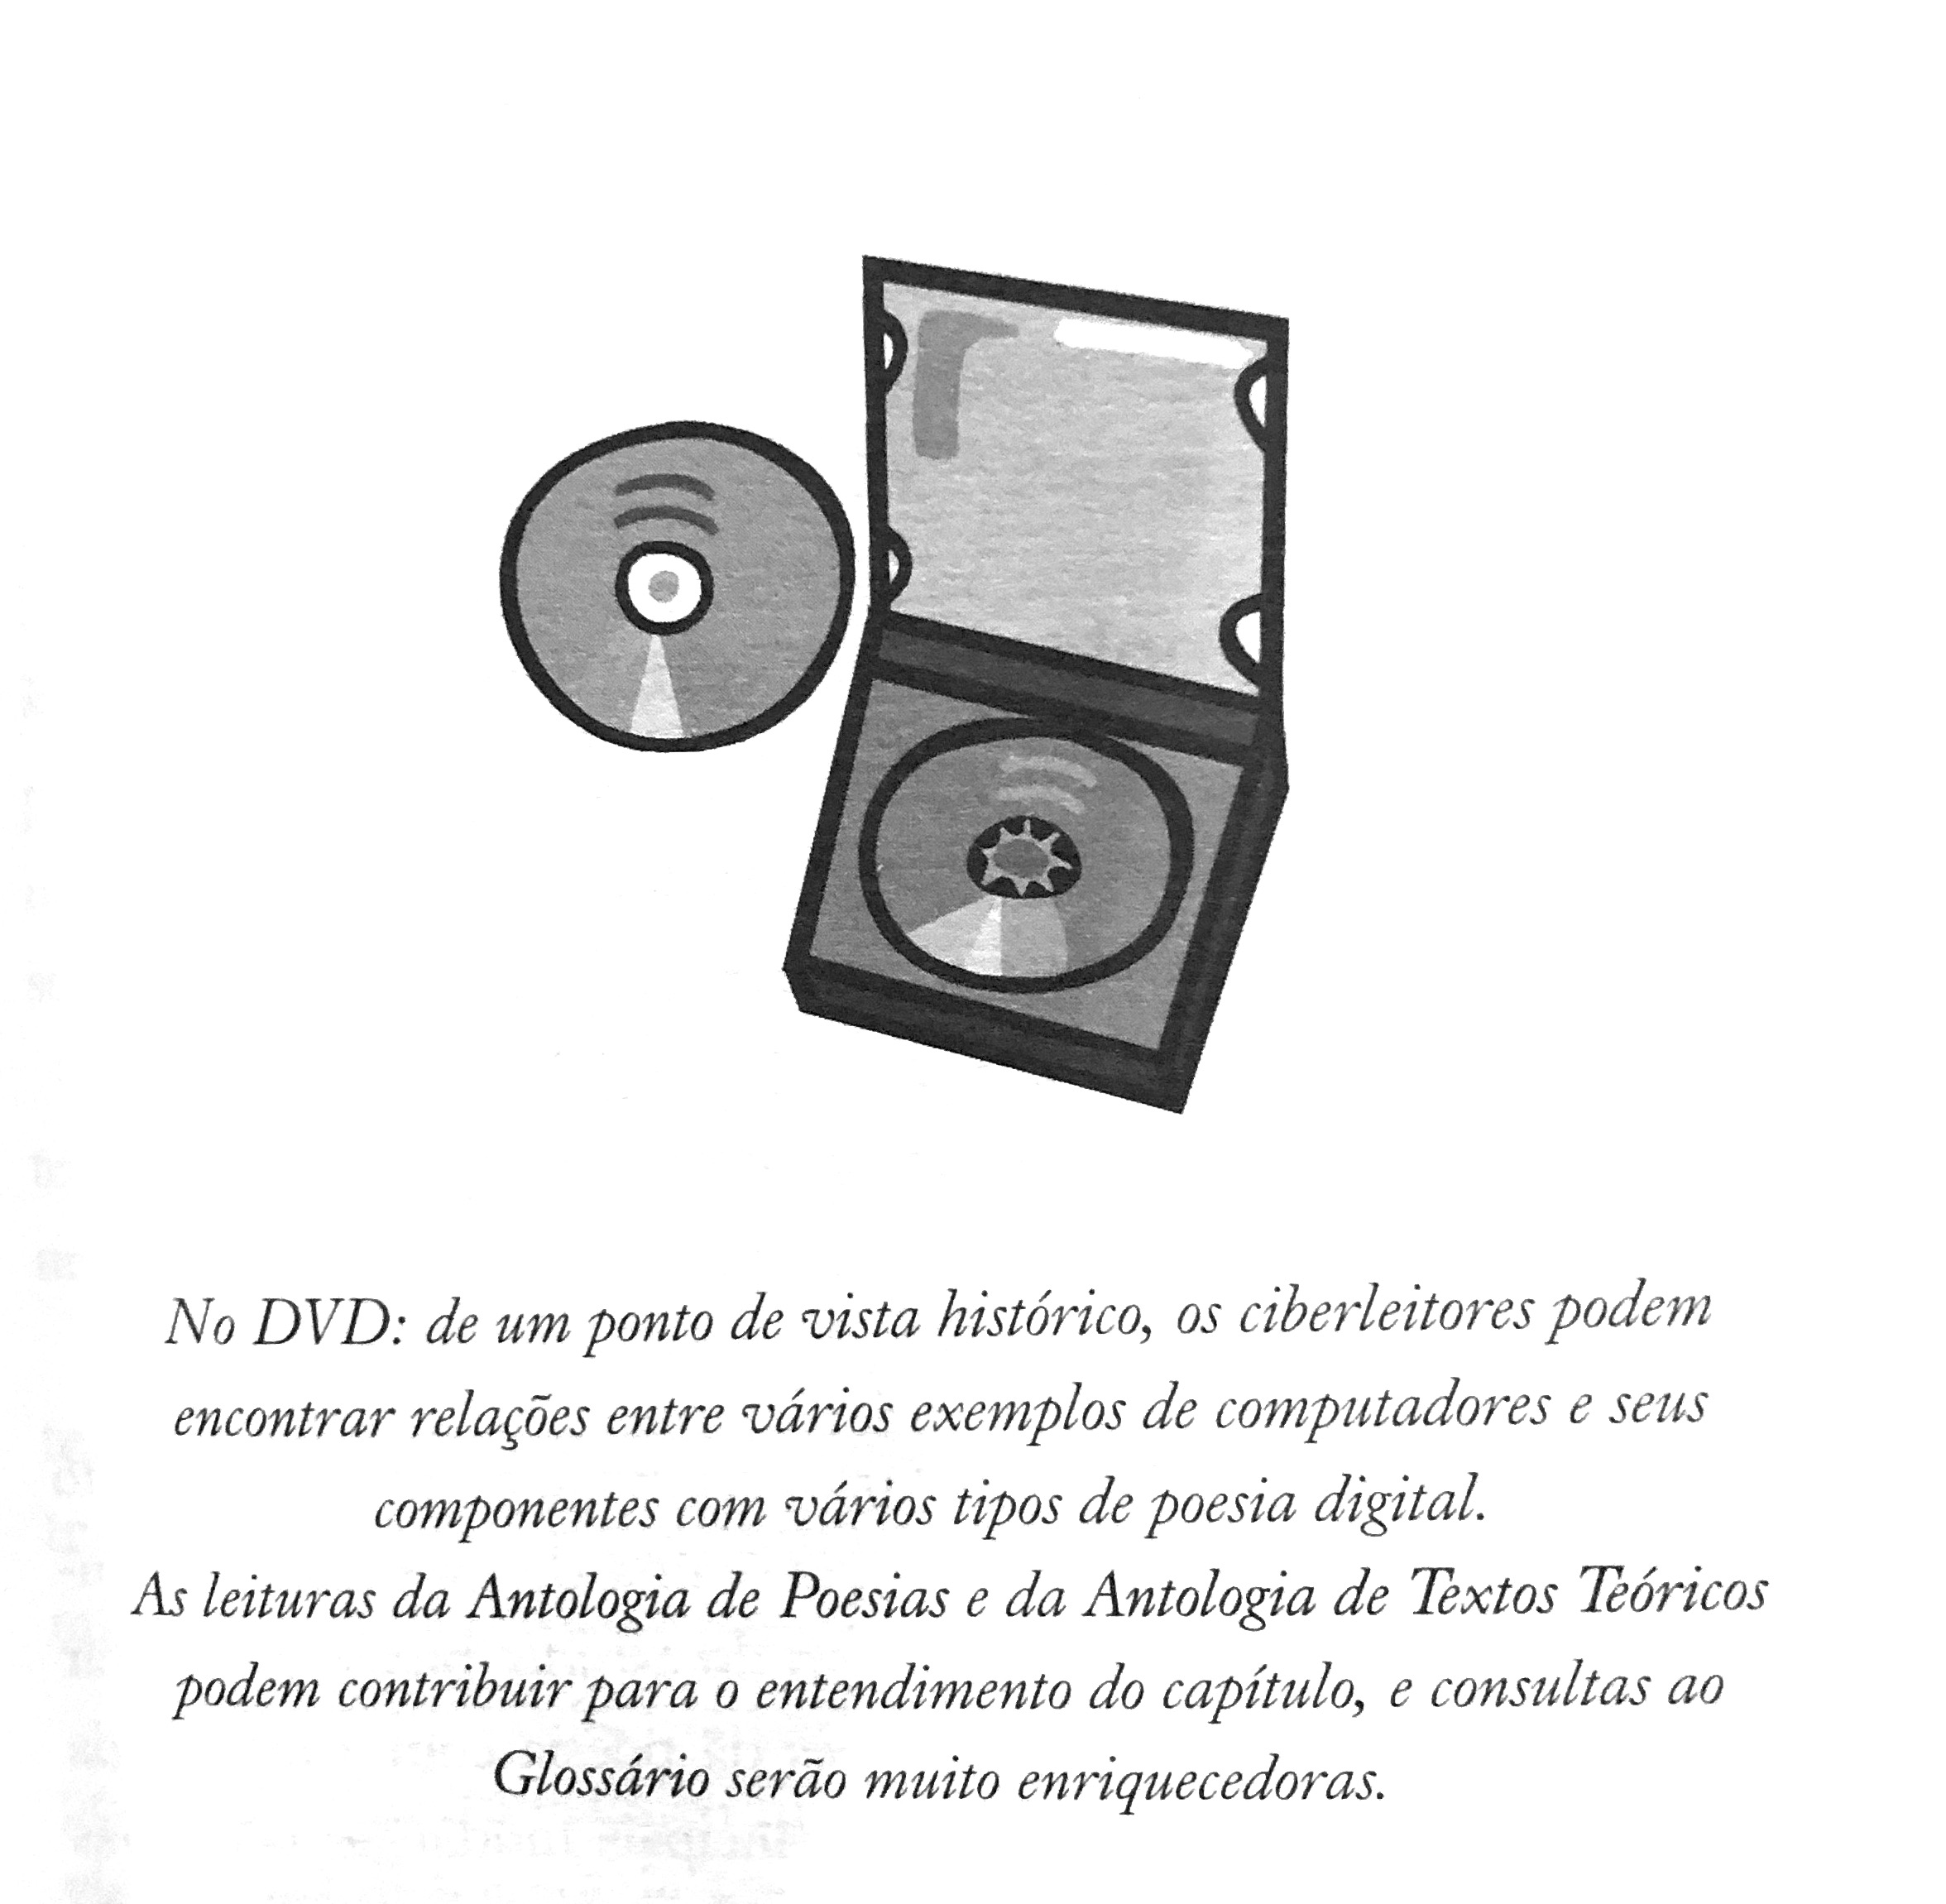 No DVD: de um ponto de vista histórico, os ciberleitores podem
encontrar relações entre vários exemplos de computadores e seus
componentes com vários tipos de poesia digital.
As leituras da Antologia de Poesias e da Antologia de Textos Teóricos
podem contribuir para o entendimento do capítulo, e consultas ao
Glossário serão muito enriquecedoras.